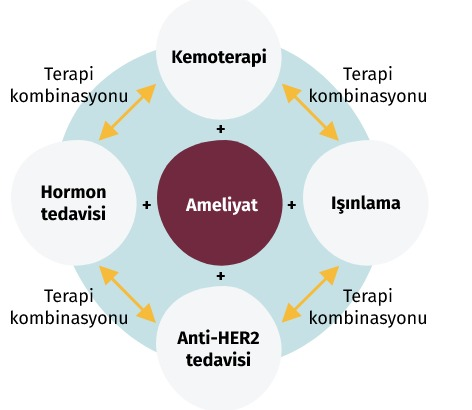 Kemoterapi
Terapi
kombinasyonu
Terapi
kombinasyonu
+
Hormon
tedavisi
+
Ameliyat
+
Işınlama
+
Terapi
kombinasyonu
Terapi
kombinasyonu
Anti-HER2
tedavisi